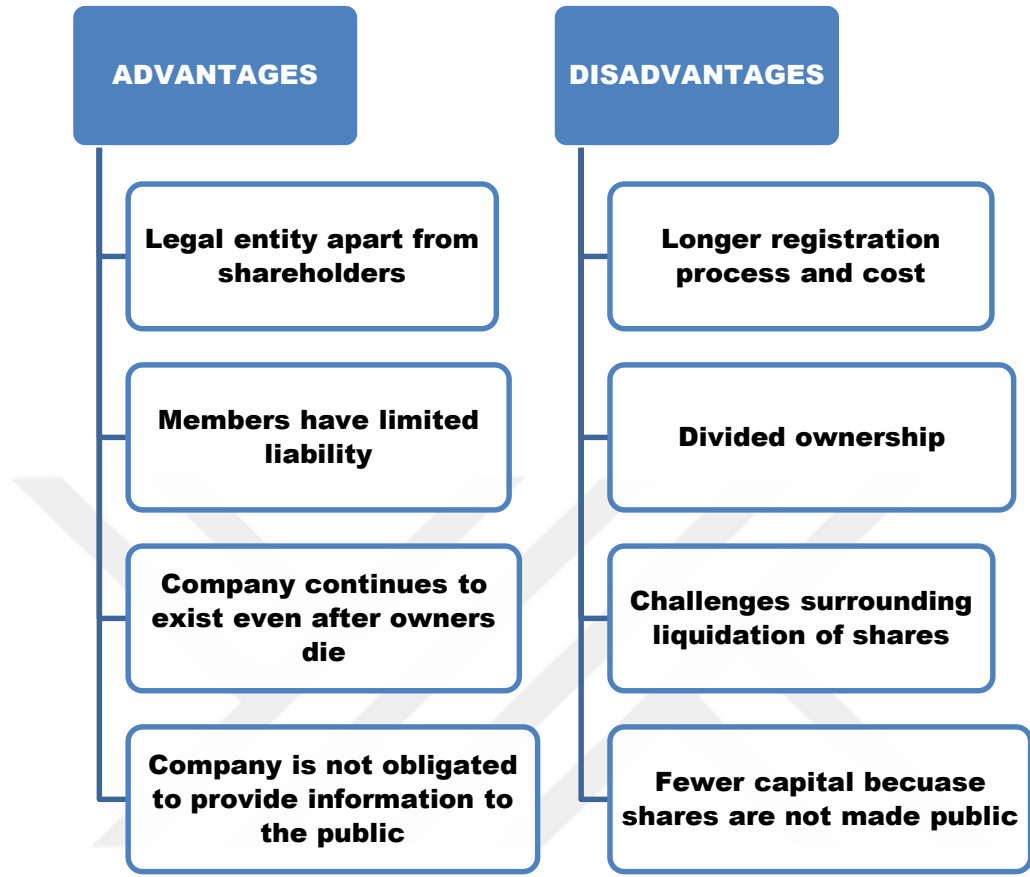 ADVANTAGES
Legal entity apart from
shareholders
Members have limited
liability
Company continues to
exist even after owners
die
Company is not obligated
to provide information to
the public
DISADVANTAGES
Longer registration
process and cost
Divided ownership
Challenges surrounding
liquidation of shares
Fewer capital becuase
shares are not made public